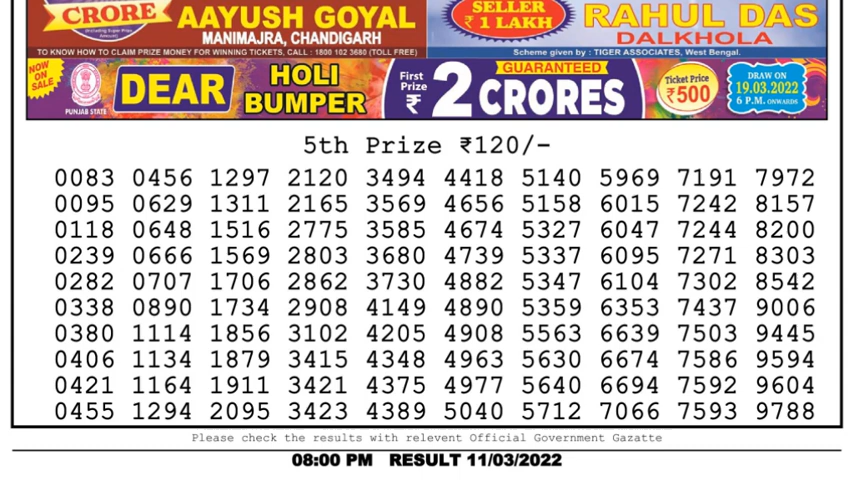 CRORE
(Including Super Prize Amount)
AAYUSH GOYAL
MANIMAJRA, CHANDIGARH
TO KNOW HOW TO CLAIM PRIZE MONEY FOR WINNING TICKETS, CALL : 1800 102 3680 (TOLL FREE)
SELLER
₹ 1 LAKH
RAHUL DAS
DALKHOLA
Scheme given by : TIGER ASSOCIATES, West Bengal.
NOW ON SALE
PUNJAB STATE
DEAR
HOLI
BUMPER
First
Prize
₹
2 CRORES
GUARANTEED
Ticket Price
₹500
DRAW ON
19.03.2022
6 P.M. ONWARDS
5th Prize ₹120/-
0083 0456 1297 2120 3494 4418 5140 5969 7191 7972
0095 0629 1311 2165 3569 4656 5158 6015 7242 8157
0118 0648 1516 2775 3585 4674 5327 6047 7244 8200
0239 0666 1569 2803 3680 4739 5337 6095 7271 8303
0282 0707 1706 2862 3730 4882 5347 6104 7302 8542
0338 0890 1734 2908 4149 4890 5359 6353 7437 9006
0380 1114 1856 3102 4205 4908 5563 6639 7503 9445
0406 1134 1879 3415 4348 4963 5630 6674 7586 9594
0421 1164 1911 3421 4375 4977 5640 6694 7592 9604
0455 1294 2095 3423 4389 5040 5712 7066 7593 9788
Please check the results with relevent Official Government Gazatte
08:00 PM RESULT 11/03/2022